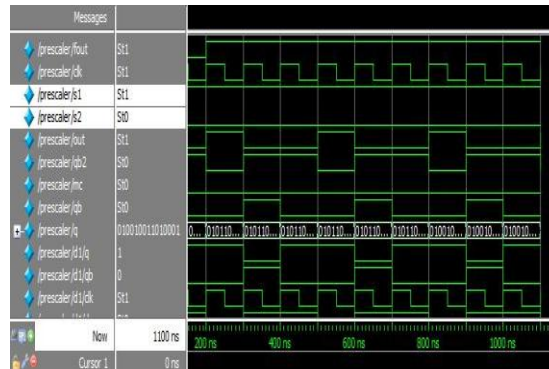 Messages
/prescaler/fout St1
/prescaler/clk St1
/prescaler/s1 St1
/prescaler/s2 St0
/prescaler/out St1
/prescaler/qb2 St0
/prescaler/mc St0
/prescaler/qb St0
/prescaler/q 010010011010001 0... 010110... 010110... 010110... 010110... 010110... 010110... 010010... 010010... 010010...
/prescaler/d1/q 1
/prescaler/d1/qb 0
/prescaler/d1/clk St1
Now 1100 ns 200 ns 400 ns 600 ns 800 ns 1000 ns
Cursor 1 0 ns